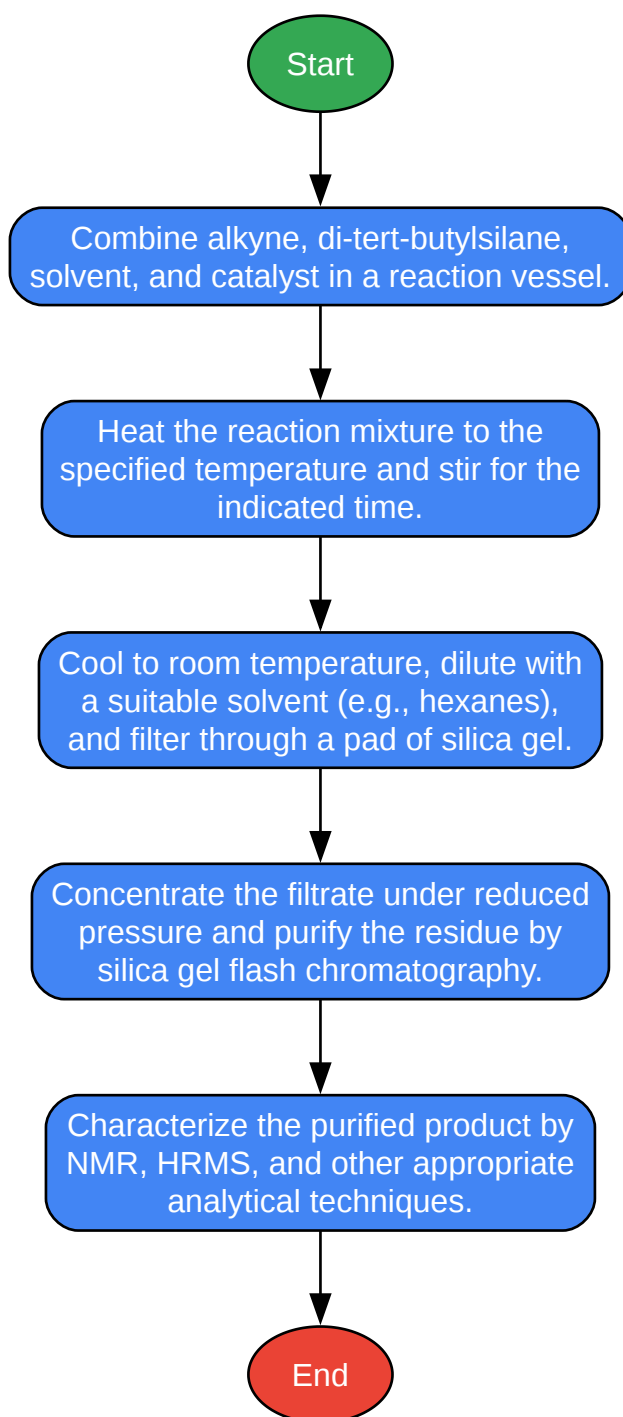 Start
Combine alkyne, di-tert-butylsilane,
solvent, and catalyst in a reaction vessel.
Heat the reaction mixture to the
specified temperature and stir for the
indicated time.
Cool to room temperature, dilute with
a suitable solvent (e.g., hexanes),
and filter through a pad of silica gel.
Concentrate the filtrate under reduced
pressure and purify the residue by
silica gel flash chromatography.
Characterize the purified product by
NMR, HRMS, and other appropriate
analytical techniques.
End